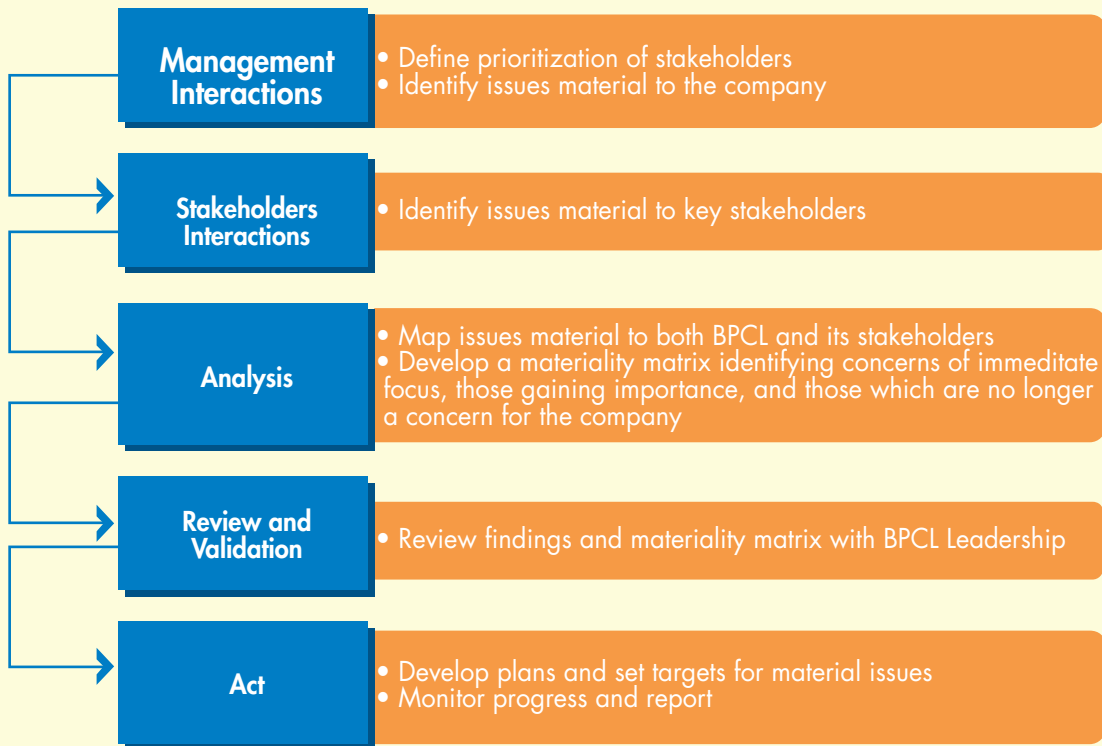 Management
Interactions
• Define prioritization of stakeholders
• Identify issues material to the company
Stakeholders
Interactions
• Identify issues material to key stakeholders
Analysis
• Map issues material to both BPCL and its stakeholders
• Develop a materiality matrix identifying concerns of immeditate
focus, those gaining importance, and those which are no longer
a concern for the company
Review and
Validation
• Review findings and materiality matrix with BPCL Leadership
Act
• Develop plans and set targets for material issues
• Monitor progress and report